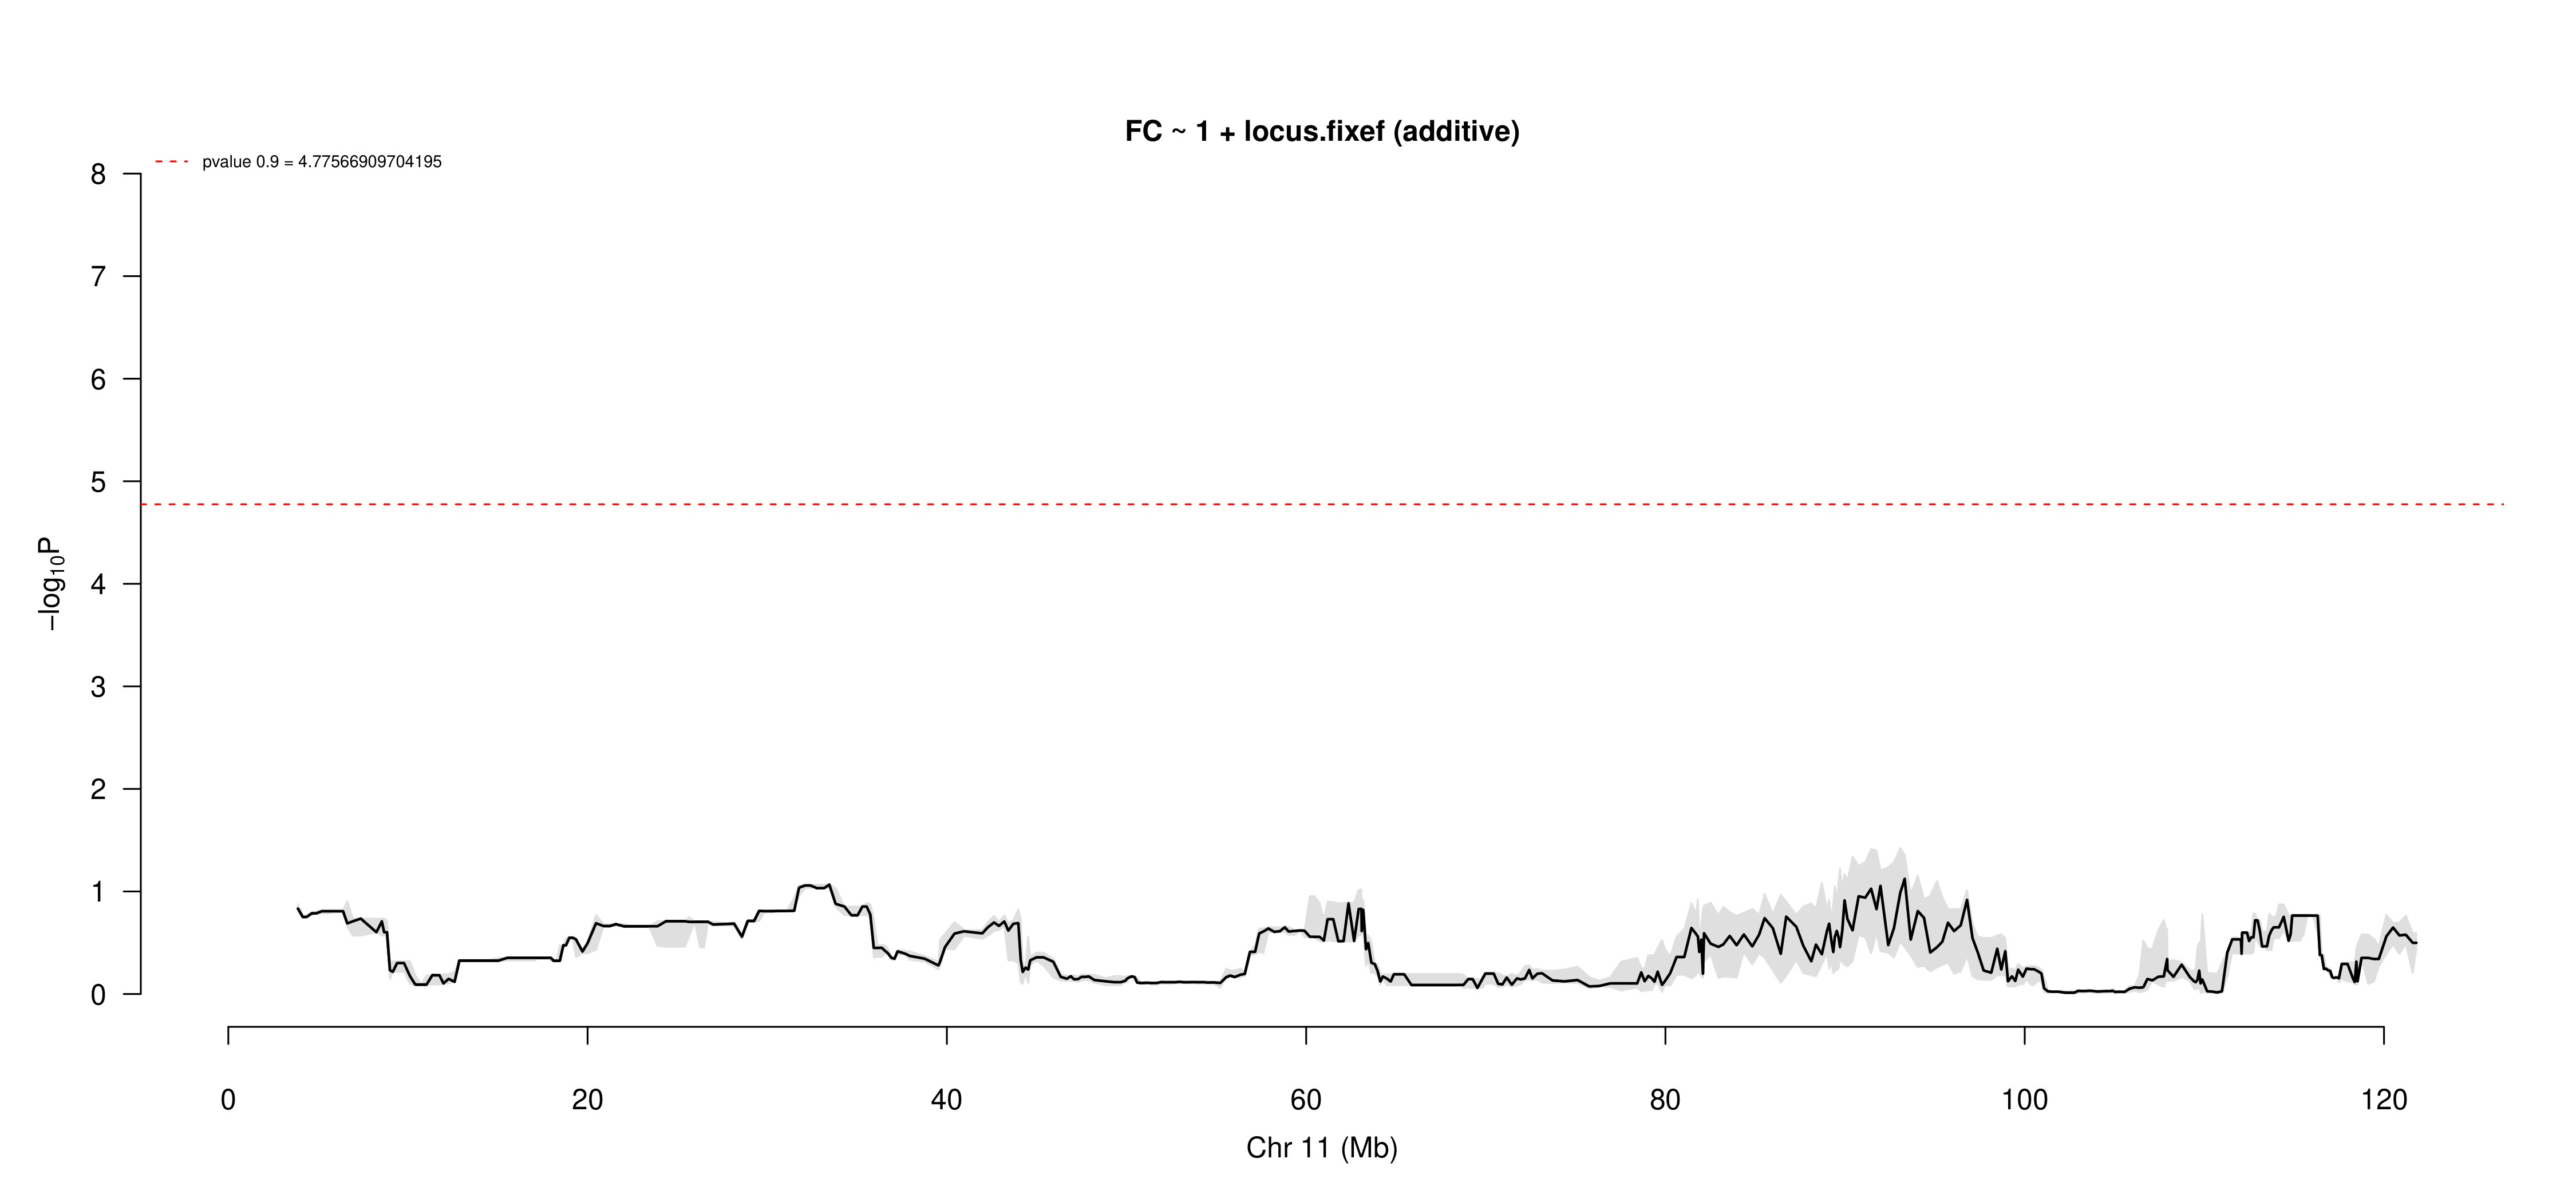 FC ~ 1 + locus.fixef (additive)
pvalue 0.9 = 4.77566909704195
8
7
6
5
4
3
2
1
0
−log10P
0 20 40 60 80 100 120
Chr 11 (Mb)